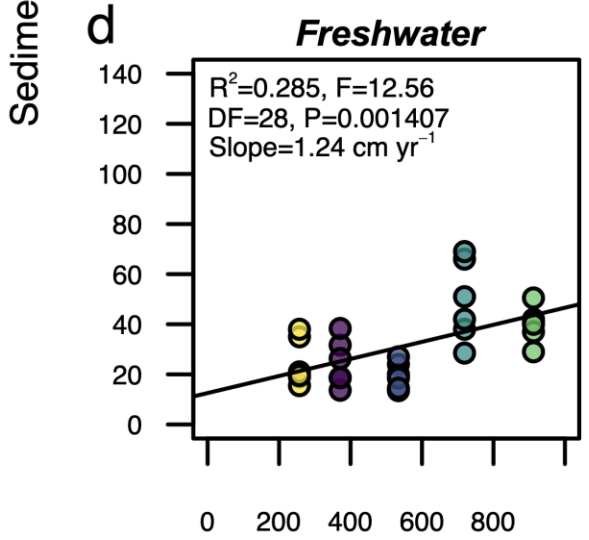 Sedime
d
Freshwater
R²=0.285, F=12.56
DF=28, P=0.001407
Slope=1.24 cm yr⁻¹
140
120
100
80
60
40
20
0
0 200 400 600 800